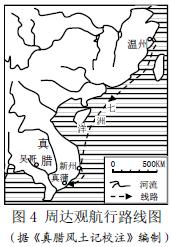 温州
七
洲
洋
真
腊
吴哥
新州
真蒲
0 500KM
河流
线路
图4 周达观航行路线图
(据《真腊风土记校注》编制)